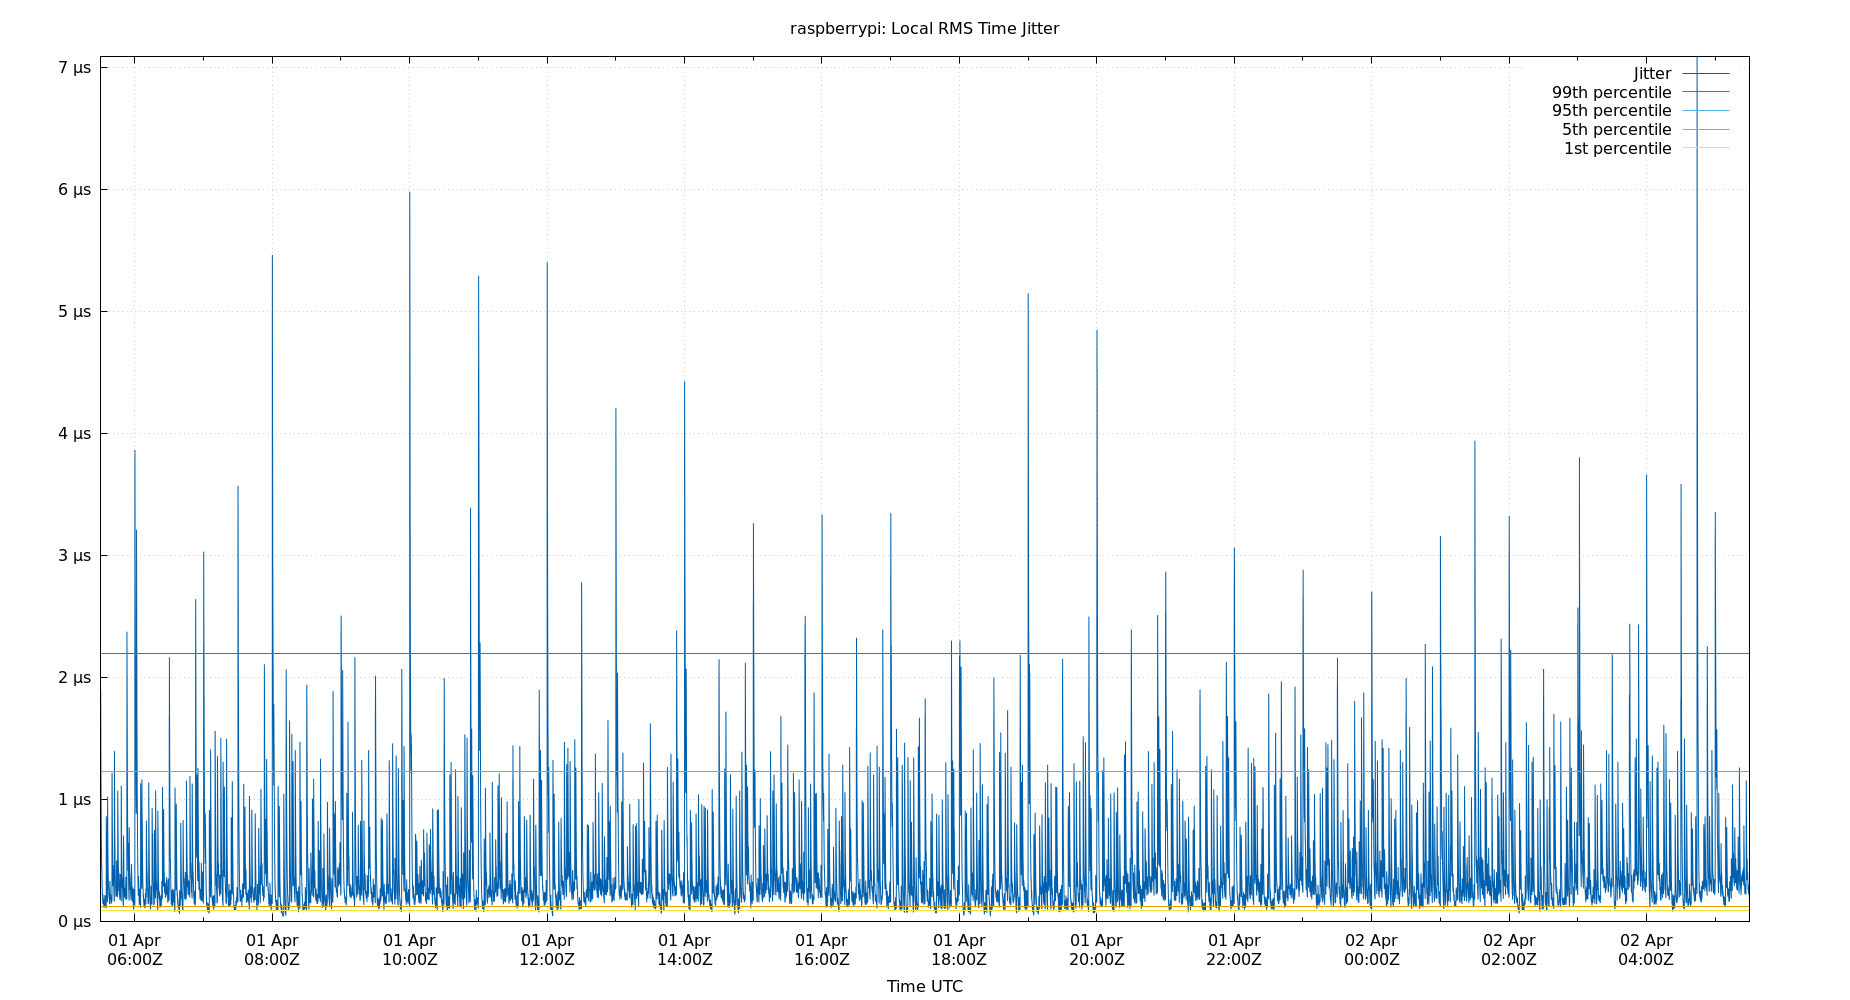 raspberrypi: Local RMS Time Jitter
7 µs
6 µs
5 µs
4 µs
3 µs
2 µs
1 µs
0 µs
Jitter
99th percentile
95th percentile
5th percentile
1st percentile
01 Apr 01 Apr 01 Apr 01 Apr 01 Apr 01 Apr 01 Apr 01 Apr 01 Apr 02 Apr 02 Apr 02 Apr
06:00Z 08:00Z 10:00Z 12:00Z 14:00Z 16:00Z 18:00Z 20:00Z 22:00Z 00:00Z 02:00Z 04:00Z
Time UTC